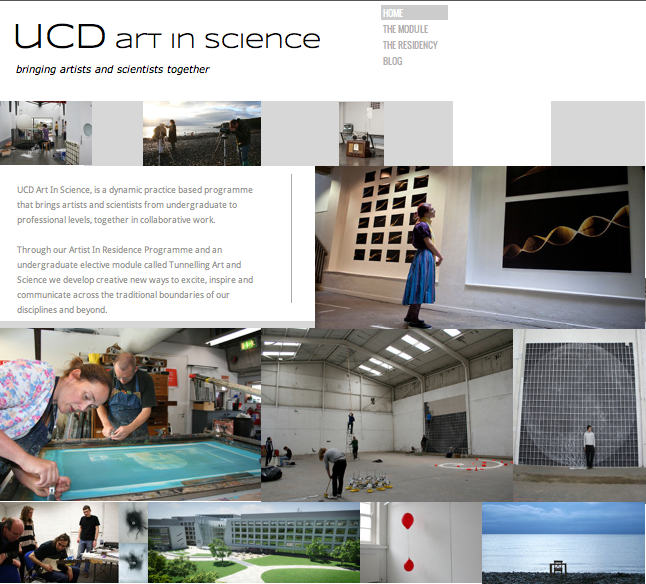 UCD art in science
bringing artists and scientists together
HOME
THE MODULE
THE RESIDENCY
BLOG
UCD Art In Science, is a dynamic practice based programme
that brings artists and scientists from undergraduate to
professional levels, together in collaborative work.
Through our Artist In Residence Programme and an
undergraduate elective module called Tunnelling Art and
Science we develop creative new ways to excite, inspire and
communicate across the traditional boundaries of our
disciplines and beyond.